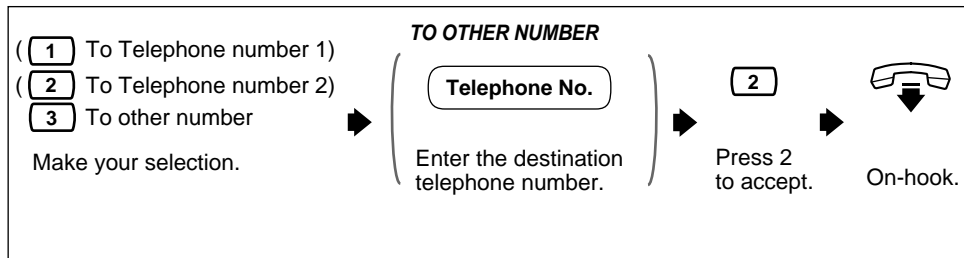 ( 1 To Telephone number 1)
( 2 To Telephone number 2)
3 To other number
Make your selection.
TO OTHER NUMBER
Telephone No.
Enter the destination
telephone number.
2
Press 2
to accept.
On-hook.